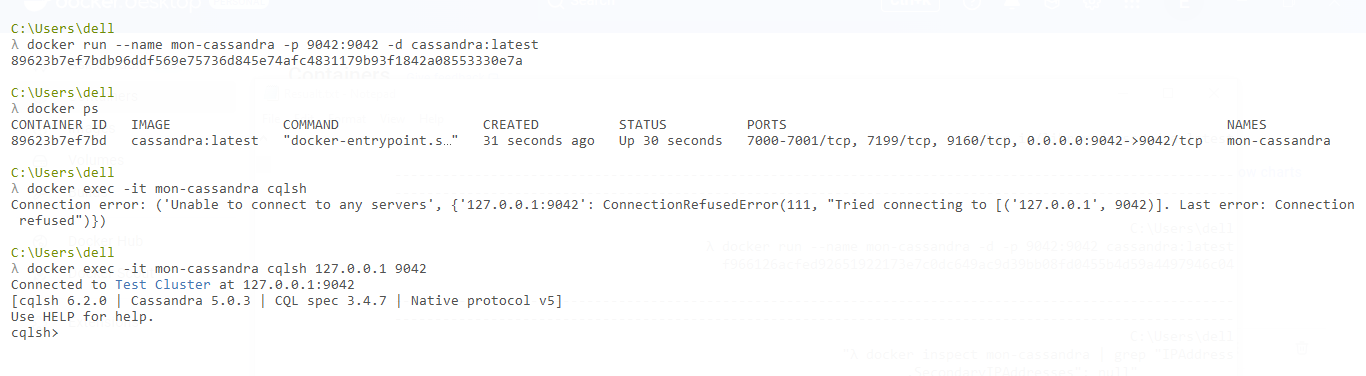 C:\Users\dell
λ docker run --name mon-cassandra -p 9042:9042 -d cassandra:latest
89623b7ef7bdb96ddf569e75736d845e74afc4831179b93f1842a08553330e7a
C:\Users\dell
λ docker ps
CONTAINER ID   IMAGE              COMMAND                  CREATED          STATUS          PORTS                                                       NAMES
89623b7ef7bd   cassandra:latest   "docker-entrypoint.s…"   31 seconds ago   Up 30 seconds   7000-7001/tcp, 7199/tcp, 9160/tcp, 0.0.0.0:9042->9042/tcp   mon-cassandra
C:\Users\dell
λ docker exec -it mon-cassandra cqlsh
Connection error: ('Unable to connect to any servers', {'127.0.0.1:9042': ConnectionRefusedError(111, "Tried connecting to [('127.0.0.1', 9042)]. Last error: Connection
refused")})
C:\Users\dell
λ docker exec -it mon-cassandra cqlsh 127.0.0.1 9042
Connected to Test Cluster at 127.0.0.1:9042
[cqlsh 6.2.0 | Cassandra 5.0.3 | CQL spec 3.4.7 | Native protocol v5]
Use HELP for help.
cqlsh>